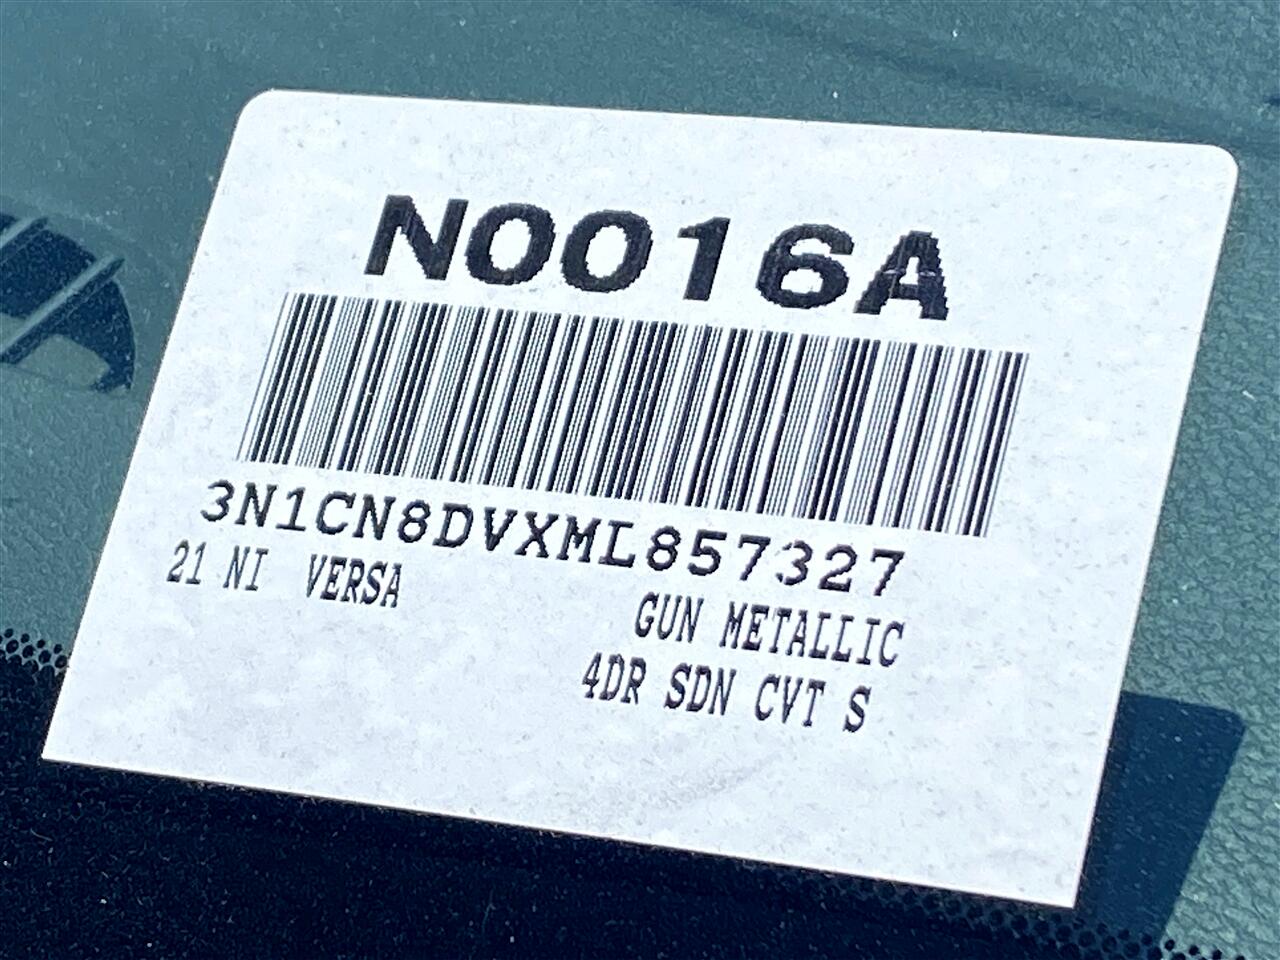 N0016A
3N1CN8DVXML857327
21 NI VERSA
GUN METALLIC
4DR SDN CVT S